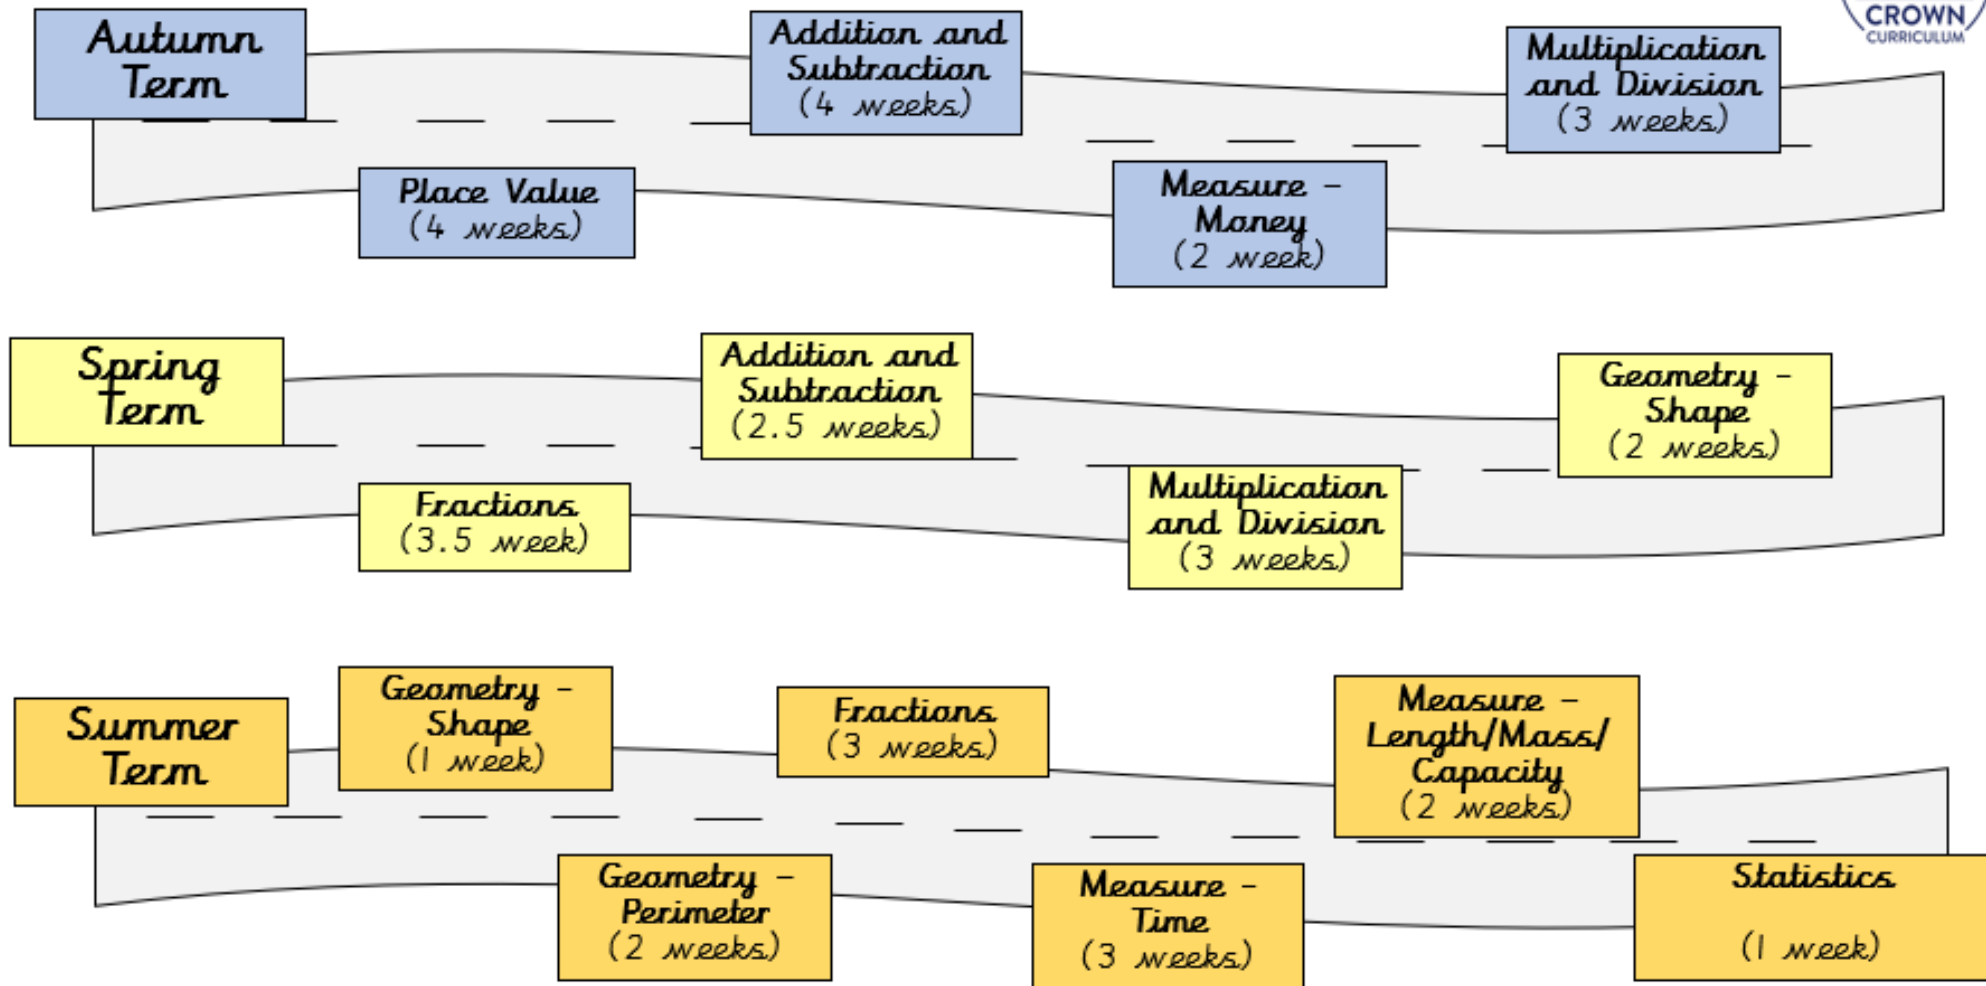 CROWN
CURRICULUM
Autumn
Term
Place Value
(4 weeks)
Addition and
Subtraction
(4 weeks)
Measure -
Money
(2 week)
Multiplication
and Division
(3 weeks)
Spring
Term
Fractions
(3.5 week)
Addition and
Subtraction
(2.5 weeks)
Multiplication
and Division
(3 weeks)
Geometry -
Shape
(2 weeks)
Summer
Term
Geometry -
Shape
(1 week)
Geometry -
Perimeter
(2 weeks)
Fractions
(3 weeks)
Measure -
Time
(3 weeks)
Measure -
Length/Mass/
Capacity
(2 weeks)
Statistics
(1 week)